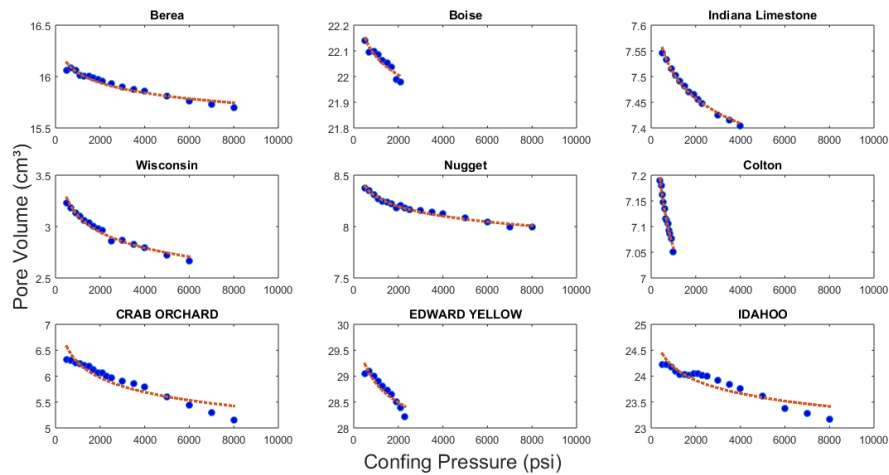 Berea
16.5
16
15.5
0 2000 4000 6000 8000 10000
Boise
22.2
22.1
22
21.9
21.8
0 2000 4000 6000 8000 10000
Indiana Limestone
7.6
7.55
7.5
7.45
7.4
0 2000 4000 6000 8000 10000
Pore Volume (cm³)
Wisconsin
3.5
3
2.5
0 2000 4000 6000 8000 10000
Nugget
8.5
8
7.5
0 2000 4000 6000 8000 10000
Colton
7.2
7.15
7.1
7.05
7
0 2000 4000 6000 8000 10000
CRAB ORCHARD
7
6.5
6
5.5
5
0 2000 4000 6000 8000 10000
EDWARD YELLOW
30
29.5
29
28.5
28
0 2000 4000 6000 8000 10000
IDAHOO
25
24.5
24
23.5
23
0 2000 4000 6000 8000 10000
Confing Pressure (psi)